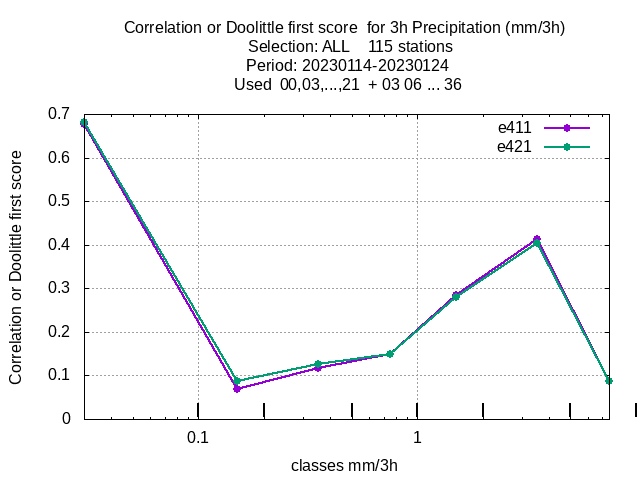 Correlation or Doolittle first score  for 3h Precipitation (mm/3h)
Selection: ALL    115 stations
Period: 20230114-20230124
Used  00,03,...,21  + 03 06 ... 36
e411
e421
Correlation or Doolittle first score
0.7
0.6
0.5
0.4
0.3
0.2
0.1
0
0.1
1
classes mm/3h